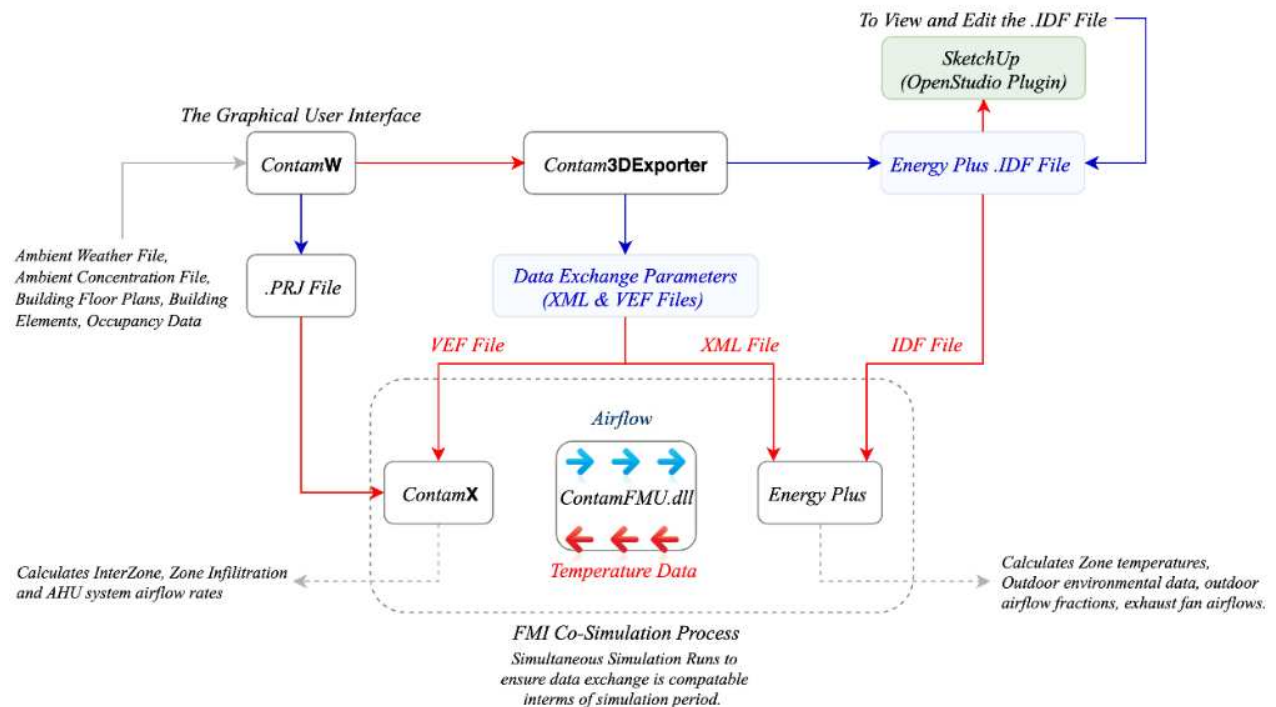 To View and Edit the .IDF File
SketchUp
(OpenStudio Plugin)
The Graphical User Interface
ContamW
Contam3DExporter
Energy Plus .IDF File
Ambient Weather File,
Ambient Concentration File,
Building Floor Plans, Building
Elements, Occupancy Data
.PRJ File
Data Exchange Parameters
(XML & VEF Files)
VEF File
XML File
IDF File
Airflow
ContamX
ContamFMU.dll
Energy Plus
Temperature Data
Calculates InterZone, Zone Infilitration
and AHU system airflow rates
Calculates Zone temperatures,
Outdoor environmental data, outdoor
airflow fractions, exhaust fan airflows.
FMI Co-Simulation Process
Simultaneous Simulation Runs to
ensure data exchange is compatable
interms of simulation period.